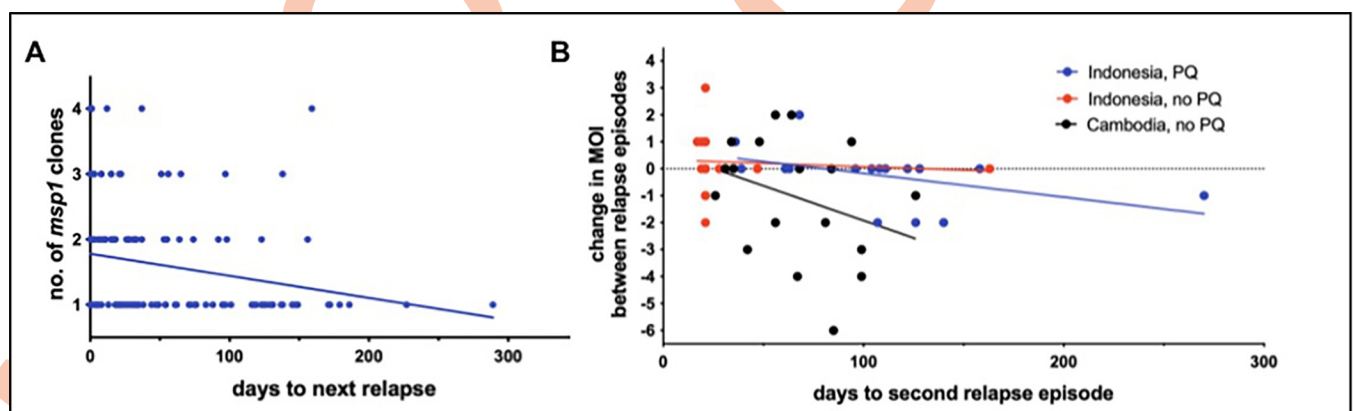 A
no. of msp1 clones
4
3
2
1
0
100
200
300
days to next relapse
B
change in MOI
between relapse episodes
4
3
2
1
0
-1
-2
-3
-4
-5
-6
0
100
200
300
days to second relapse episode
Indonesia, PQ
Indonesia, no PQ
Cambodia, no PQ